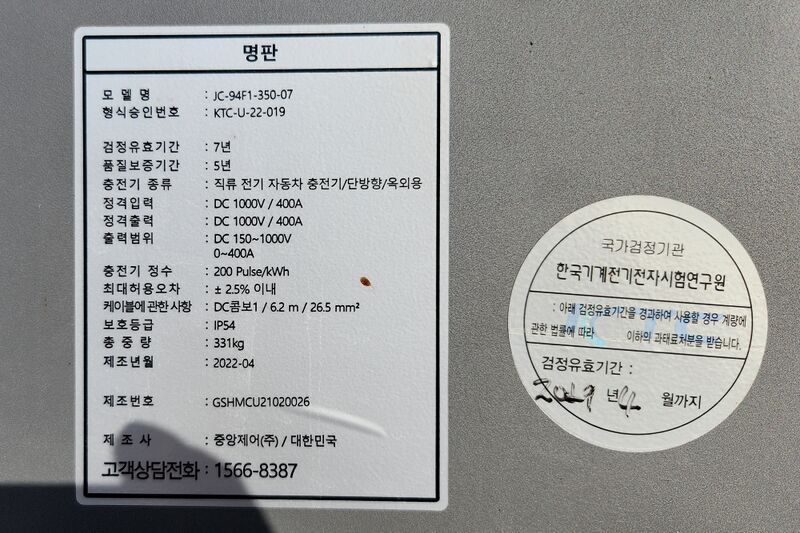 명판
모 델 명 : JC-94F1-350-07
형식승인번호 : KTC-U-22-019
검정유효기간 : 7년
품질보증기간 : 5년
충전기 종류 : 직류 전기 자동차 충전기/단방향/옥외용
정격입력 : DC 1000V / 400A
정격출력 : DC 1000V / 400A
출력범위 : DC 150~1000V
0~400A
충전기 정수 : 200 Pulse/kWh
최대허용오차 : ± 2.5% 이내
케이블에 관한 사항 : DC콤보1 / 6.2 m / 26.5 mm²
보호등급 : IP54
총 중 량 : 331kg
제조년월 : 2022-04
제조번호 : GSHMCU21020026
제 조 사 : 중앙제어(주) / 대한민국
고객상담전화 : 1566-8387
국가검정기관
한국기계전기전자시험연구원
: 아래 검정유효기간을 경과하여 사용할 경우 계량에
관한 법률에 따라 이하의 과태료처분을 받습니다.
검정유효기간 :
2029 년 4 월까지